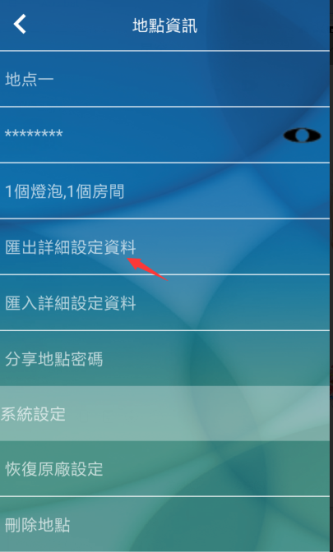 地點資訊
地点一
********
1個燈泡,1個房間
匯出詳細設定資料
匯入詳細設定資料
分享地點密碼
系統設定
恢復原廠設定
刪除地點